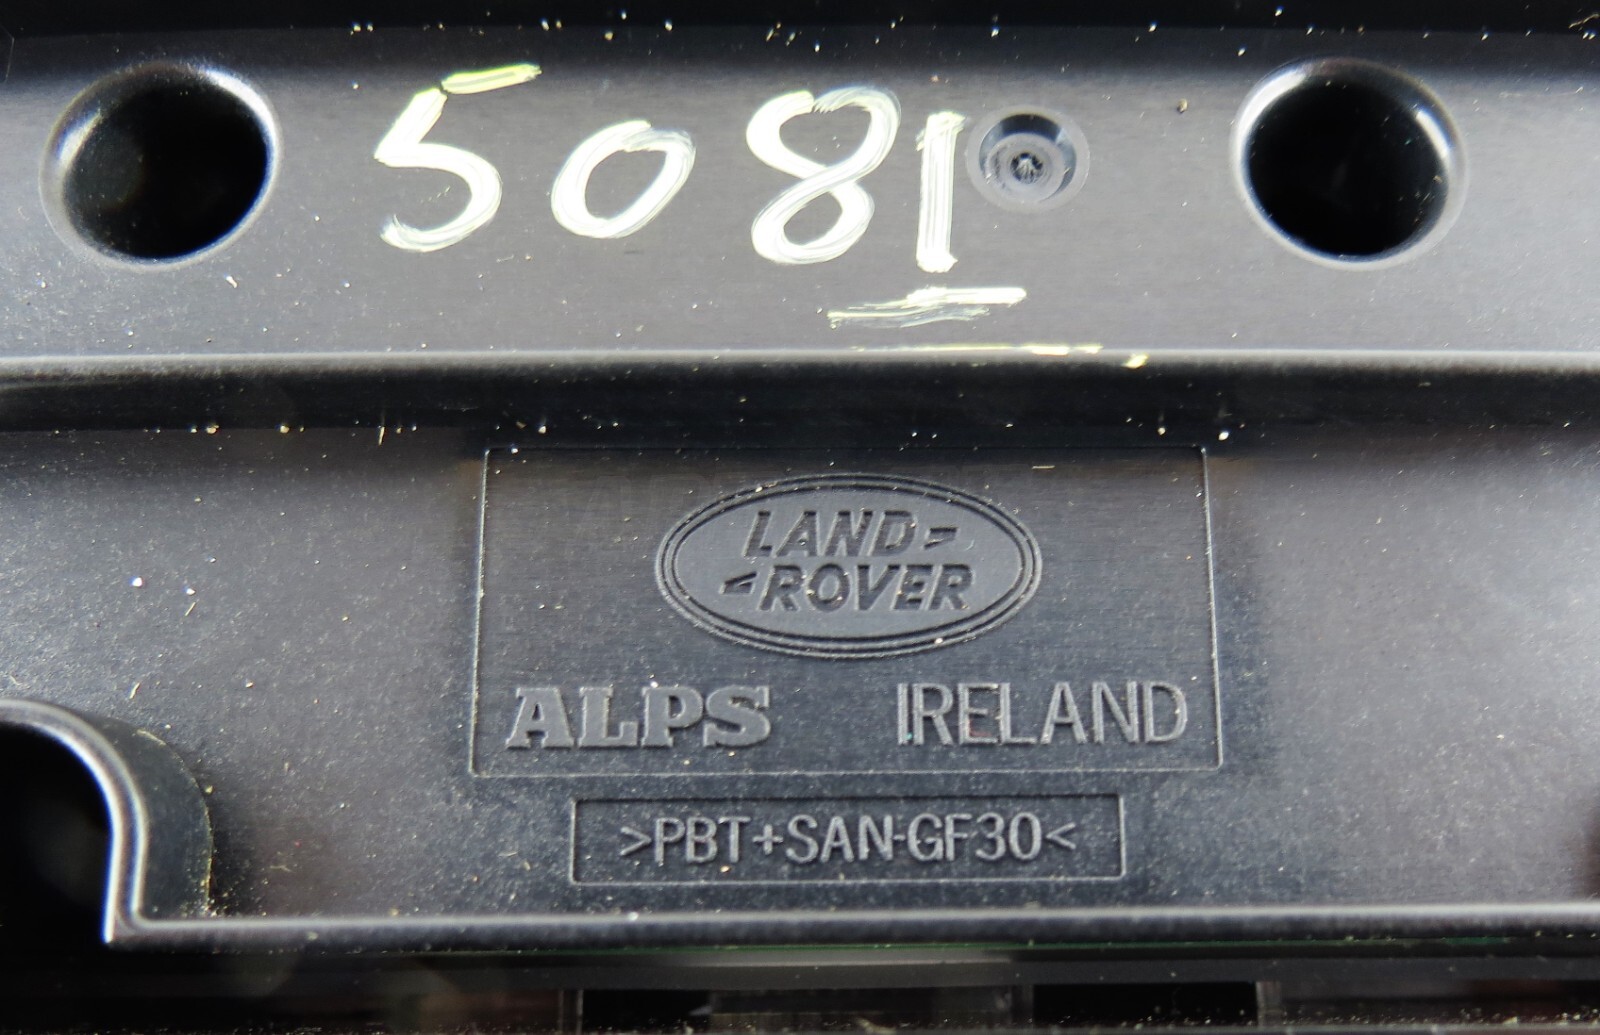 5081
LAND
ROVER
ALPS IRELAND
>PBT+SAN-GF30<